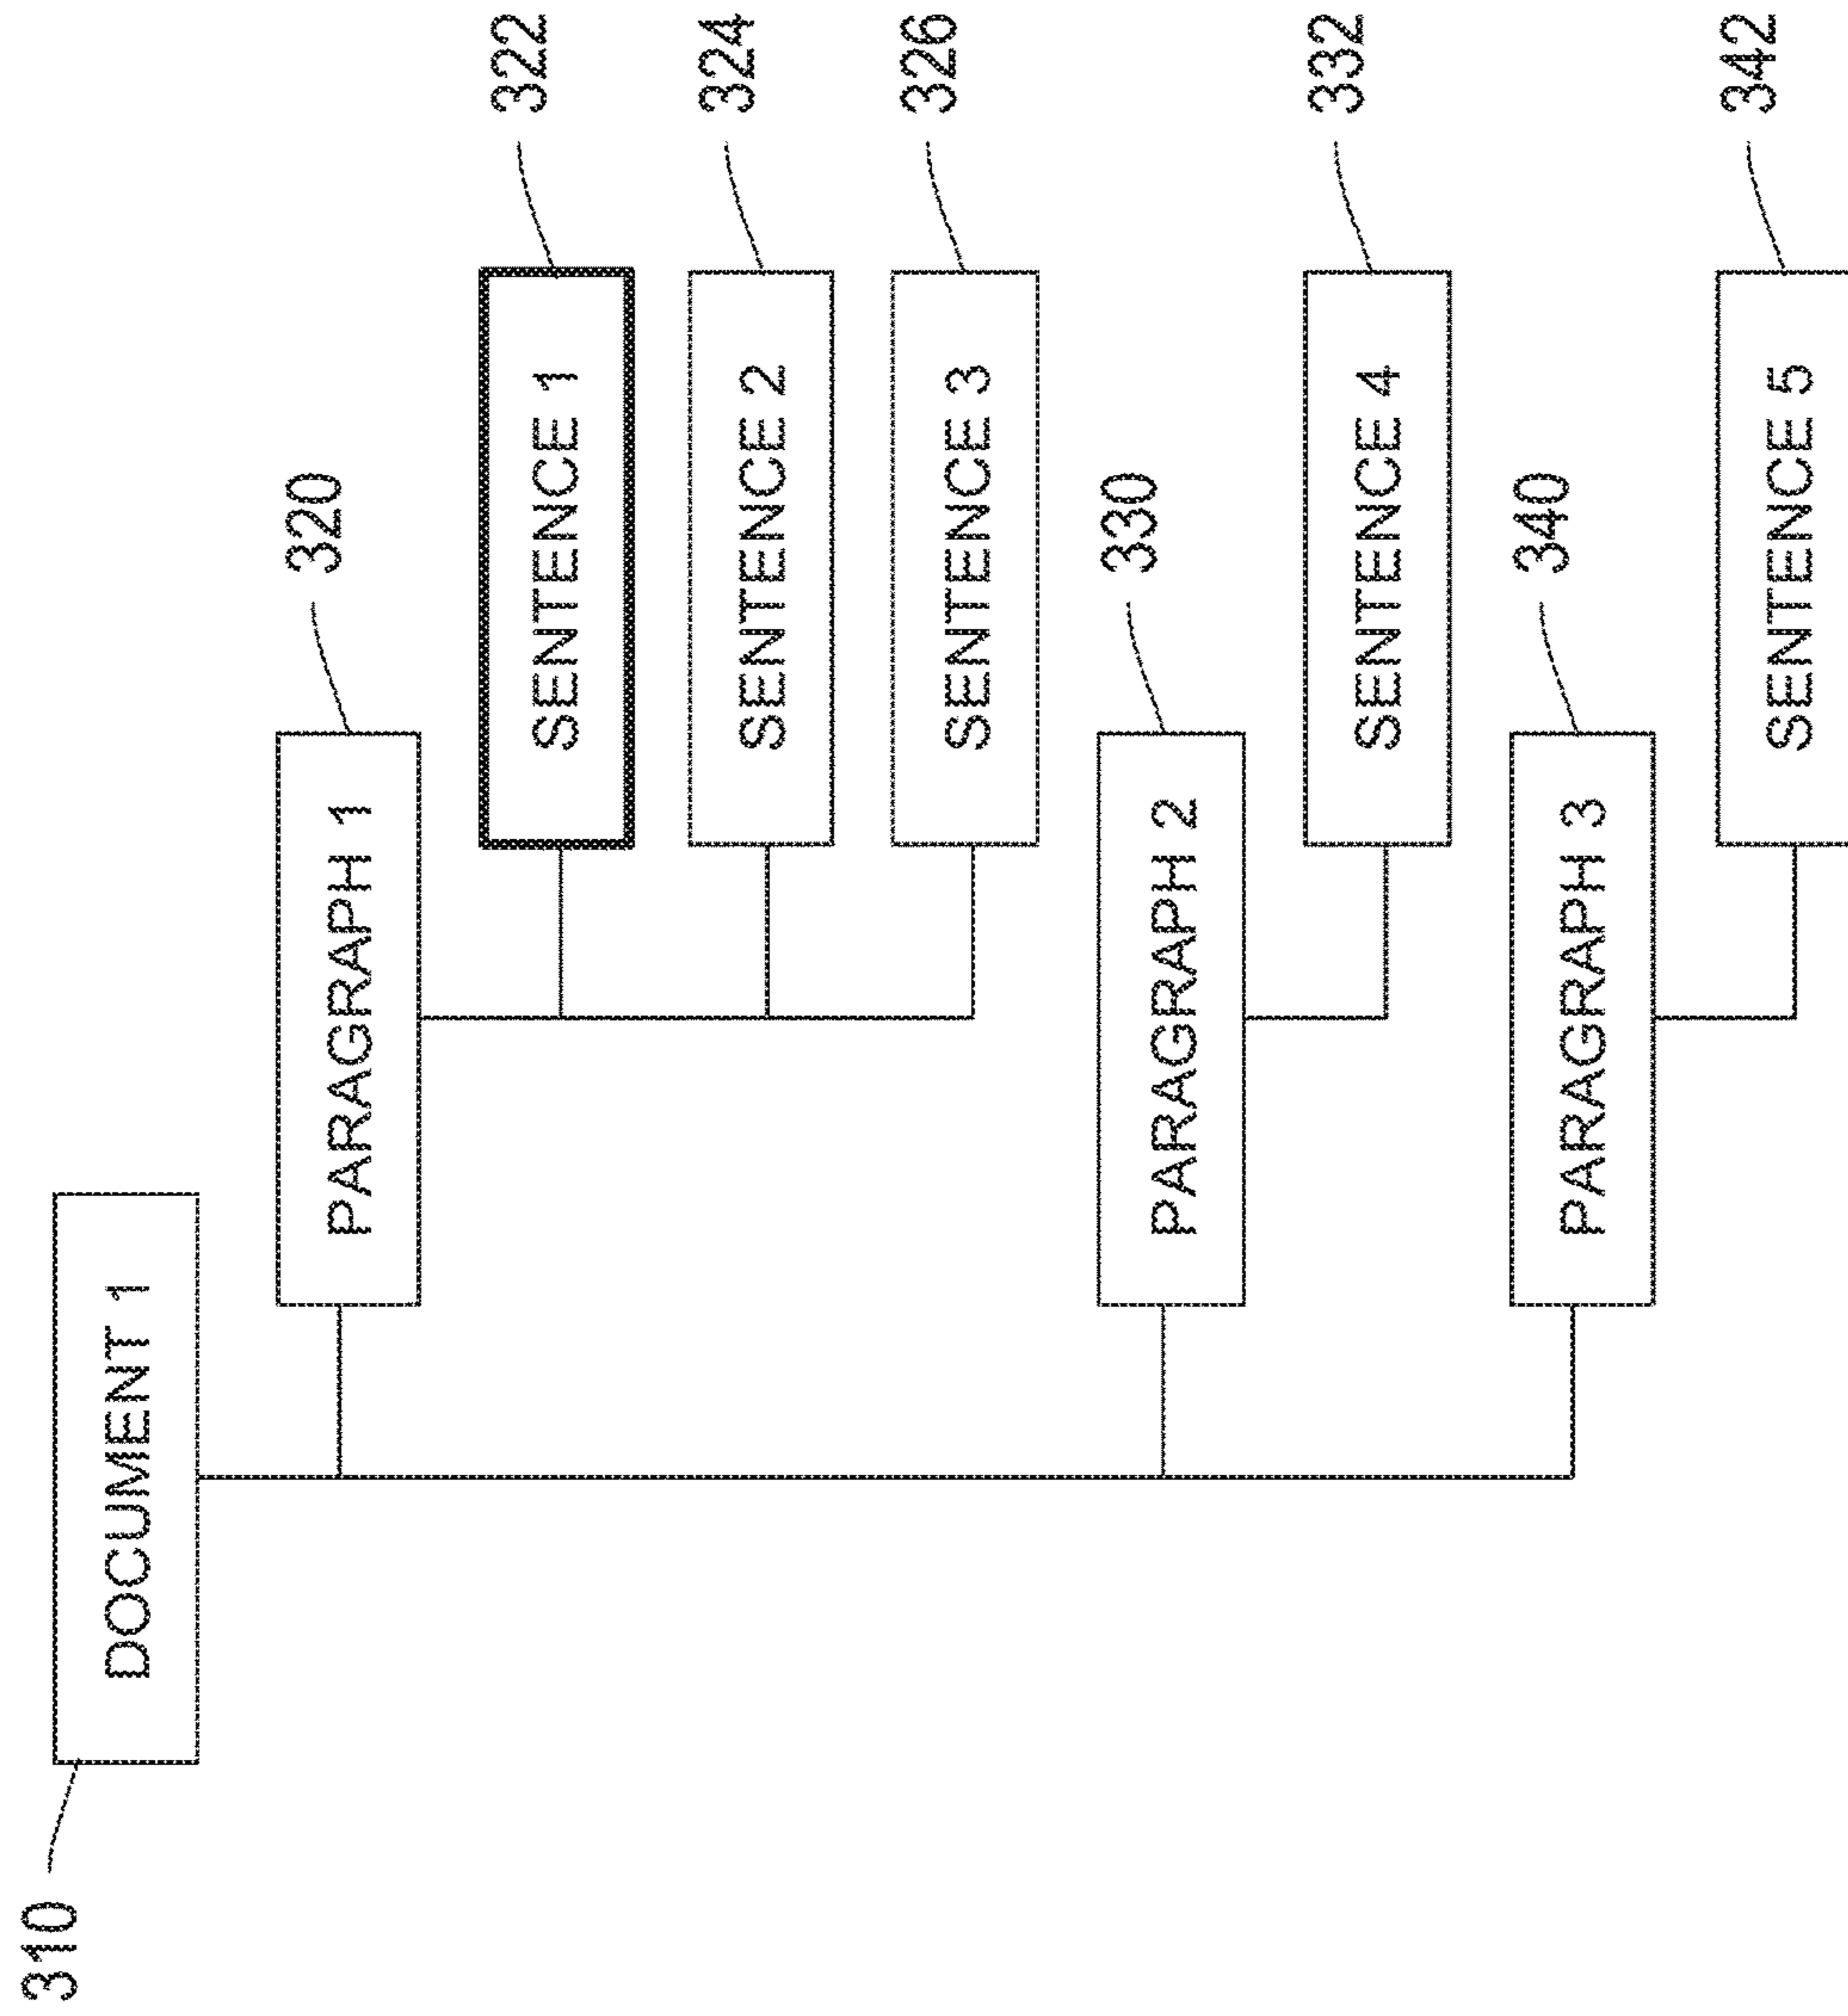 310
DOCUMENT 1
320
PARAGRAPH 1
322
SENTENCE 1
324
SENTENCE 2
326
SENTENCE 3
330
PARAGRAPH 2
332
SENTENCE 4
340
PARAGRAPH 3
342
SENTENCE 5